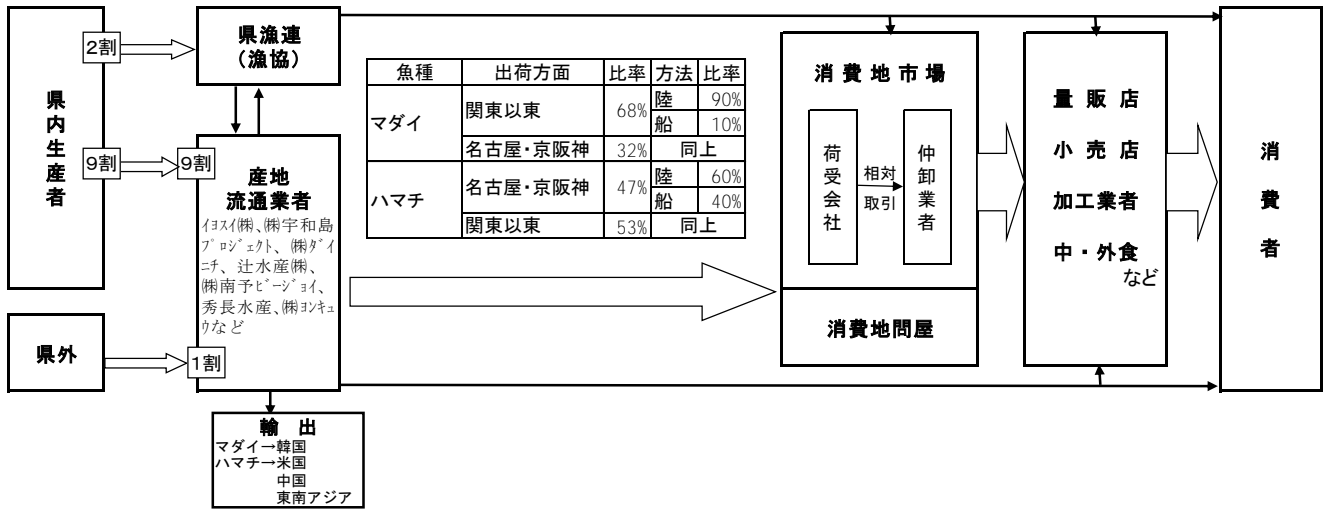 県内生産者
2割
9割
県外
県漁連
(漁協)
9割
産地
流通業者
イヨスイ㈱、㈱宇和島
プロジェクト、㈱ダイ
ニチ、辻水産㈱、
㈱南予ビージョイ、
秀長水産、㈱ヨンキュ
ウなど
1割
輸 出
マダイ→韓国
ハマチ→米国
中国
東南アジア
魚種 出荷方面 比率 方法 比率
マダイ 関東以東 68% 陸 90%
船 10%
名古屋・京阪神 32% 同上
ハマチ 名古屋・京阪神 47% 陸 60%
船 40%
関東以東 53% 同上
消費地市場
荷受会社
相対
取引
仲卸業者
消費地問屋
量販店
小売店
加工業者
中・外食
など
消費者